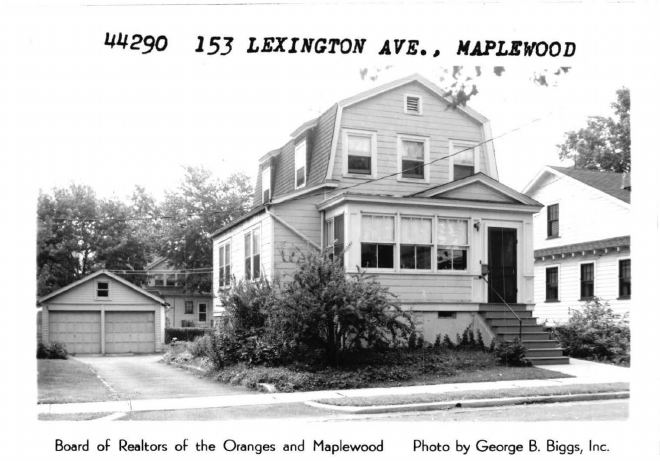 44290 153 LEXINGTON AVE., MAPLEWOOD
Board of Realtors of the Oranges and Maplewood Photo by George B. Biggs, Inc.